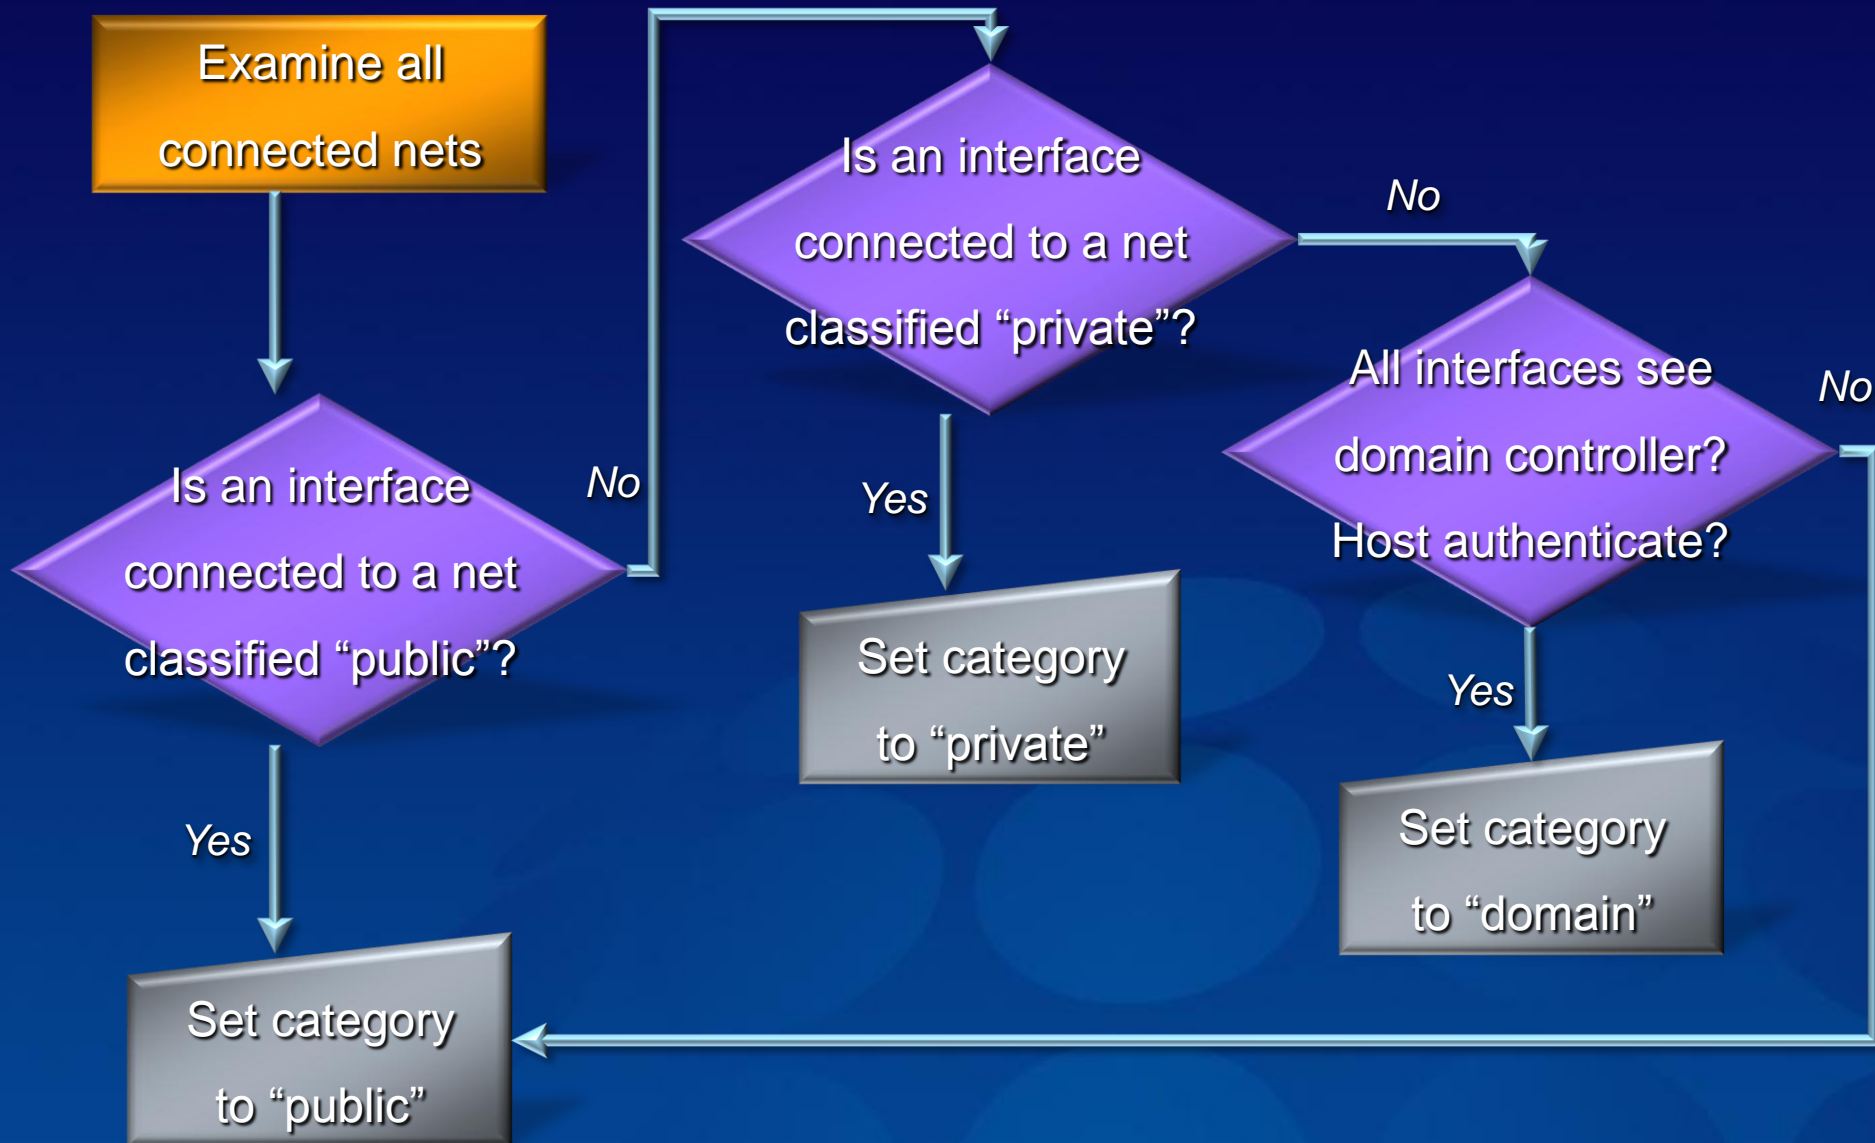 Examine all
connected nets
Is an interface
connected to a net
classified “public”?
No
Yes
Set category
to “public”
Is an interface
connected to a net
classified “private”?
No
Yes
Set category
to “private”
All interfaces see
domain controller?
Host authenticate?
No
Yes
Set category
to “domain”